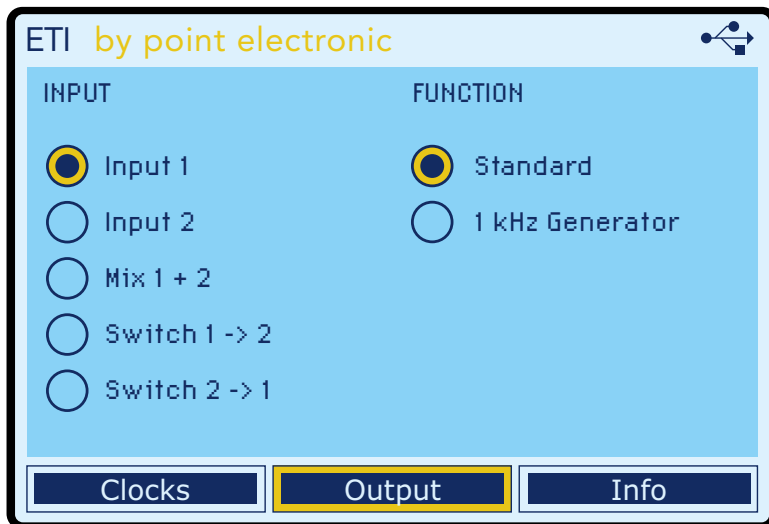 ETI by point electronic
INPUT
Input 1
Input 2
Mix 1 + 2
Switch 1 -> 2
Switch 2 -> 1
FUNCTION
Standard
1 kHz Generator
Clocks
Output
Info